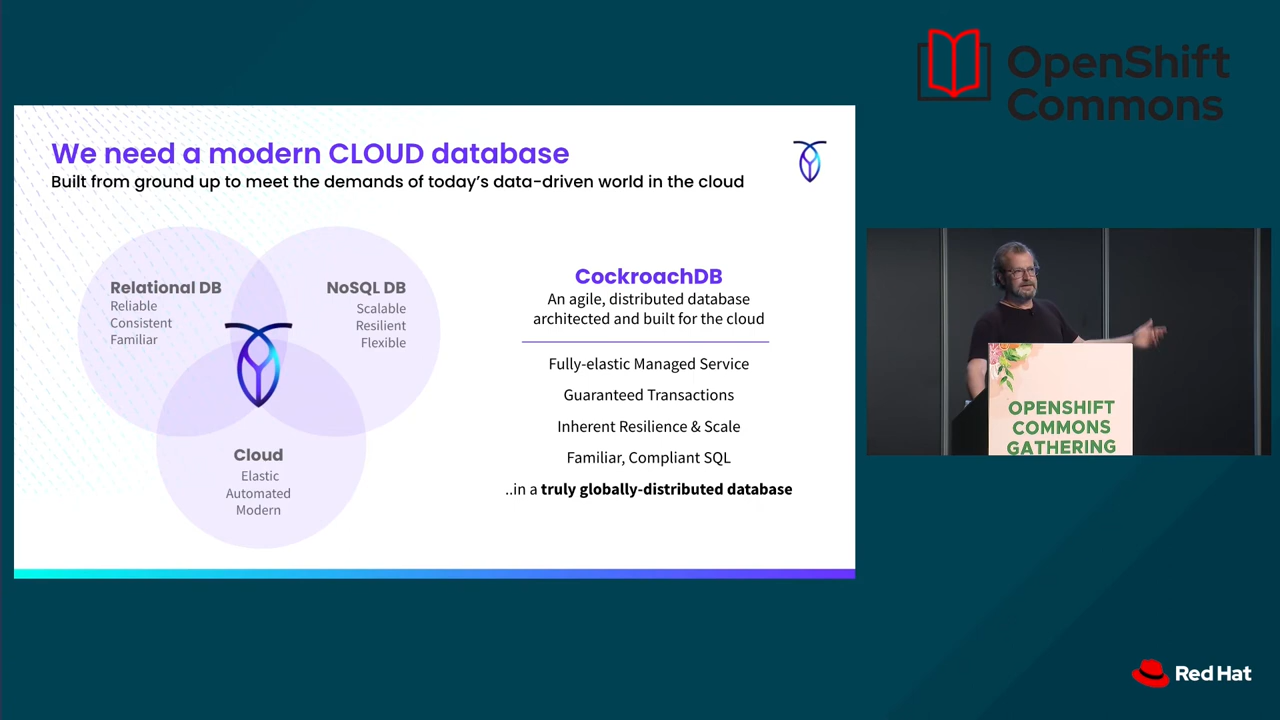 OpenShift
Commons
We need a modern CLOUD database
Built from ground up to meet the demands of today's data-driven world in the cloud
Relational DB
Reliable
Consistent
Familiar
NoSQL DB
Scalable
Resilient
Flexible
Cloud
Elastic
Automated
Modern
CockroachDB
An agile, distributed database
architected and built for the cloud
Fully-elastic Managed Service
Guaranteed Transactions
Inherent Resilience & Scale
Familiar, Compliant SQL
..in a truly globally-distributed database
OPENSHIFT
COMMONS
GATHERING
Red Hat